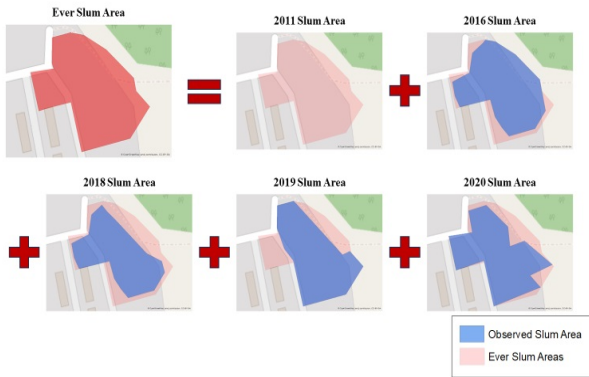 Ever Slum Area
2011 Slum Area
2016 Slum Area
2018 Slum Area
2019 Slum Area
2020 Slum Area
Observed Slum Area
Ever Slum Areas